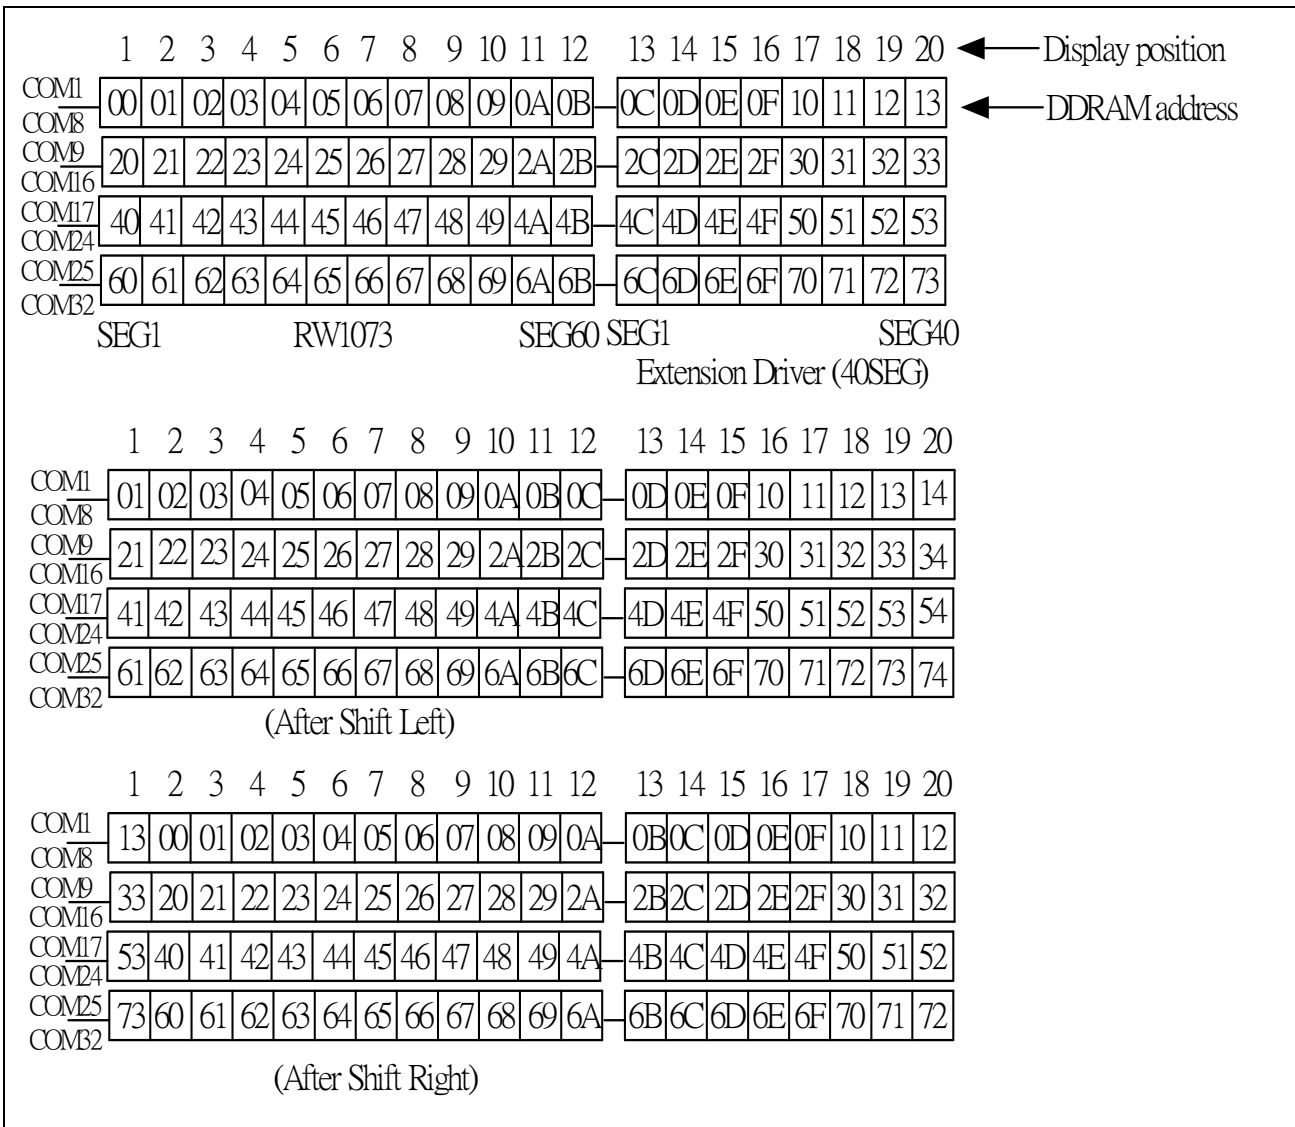 1 2 3 4 5 6 7 8 9 10 11 12 13 14 15 16 17 18 19 20 Display position
COM1
00 01 02 03 04 05 06 07 08 09 0A 0B 0C 0D 0E 0F 10 11 12 13 DDRAM address
COM8
COM9
20 21 22 23 24 25 26 27 28 29 2A 2B 2C 2D 2E 2F 30 31 32 33
COM16
COM17
40 41 42 43 44 45 46 47 48 49 4A 4B 4C 4D 4E 4F 50 51 52 53
COM24
COM25
60 61 62 63 64 65 66 67 68 69 6A 6B 6C 6D 6E 6F 70 71 72 73
COM32
SEG1 RW1073 SEG60 SEG1 SEG40
Extension Driver (40SEG)
1 2 3 4 5 6 7 8 9 10 11 12 13 14 15 16 17 18 19 20
COM1
01 02 03 04 05 06 07 08 09 0A 0B 0C 0D 0E 0F 10 11 12 13 14
COM8
COM9
21 22 23 24 25 26 27 28 29 2A 2B 2C 2D 2E 2F 30 31 32 33 34
COM16
COM17
41 42 43 44 45 46 47 48 49 4A 4B 4C 4D 4E 4F 50 51 52 53 54
COM24
COM25
61 62 63 64 65 66 67 68 69 6A 6B 6C 6D 6E 6F 70 71 72 73 74
COM32
(After Shift Left)
1 2 3 4 5 6 7 8 9 10 11 12 13 14 15 16 17 18 19 20
COM1
13 00 01 02 03 04 05 06 07 08 09 0A 0B 0C 0D 0E 0F 10 11 12
COM8
COM9
33 20 21 22 23 24 25 26 27 28 29 2A 2B 2C 2D 2E 2F 30 31 32
COM16
COM17
53 40 41 42 43 44 45 46 47 48 49 4A 4B 4C 4D 4E 4F 50 51 52
COM24
COM25
73 60 61 62 63 64 65 66 67 68 69 6A 6B 6C 6D 6E 6F 70 71 72
COM32
(After Shift Right)